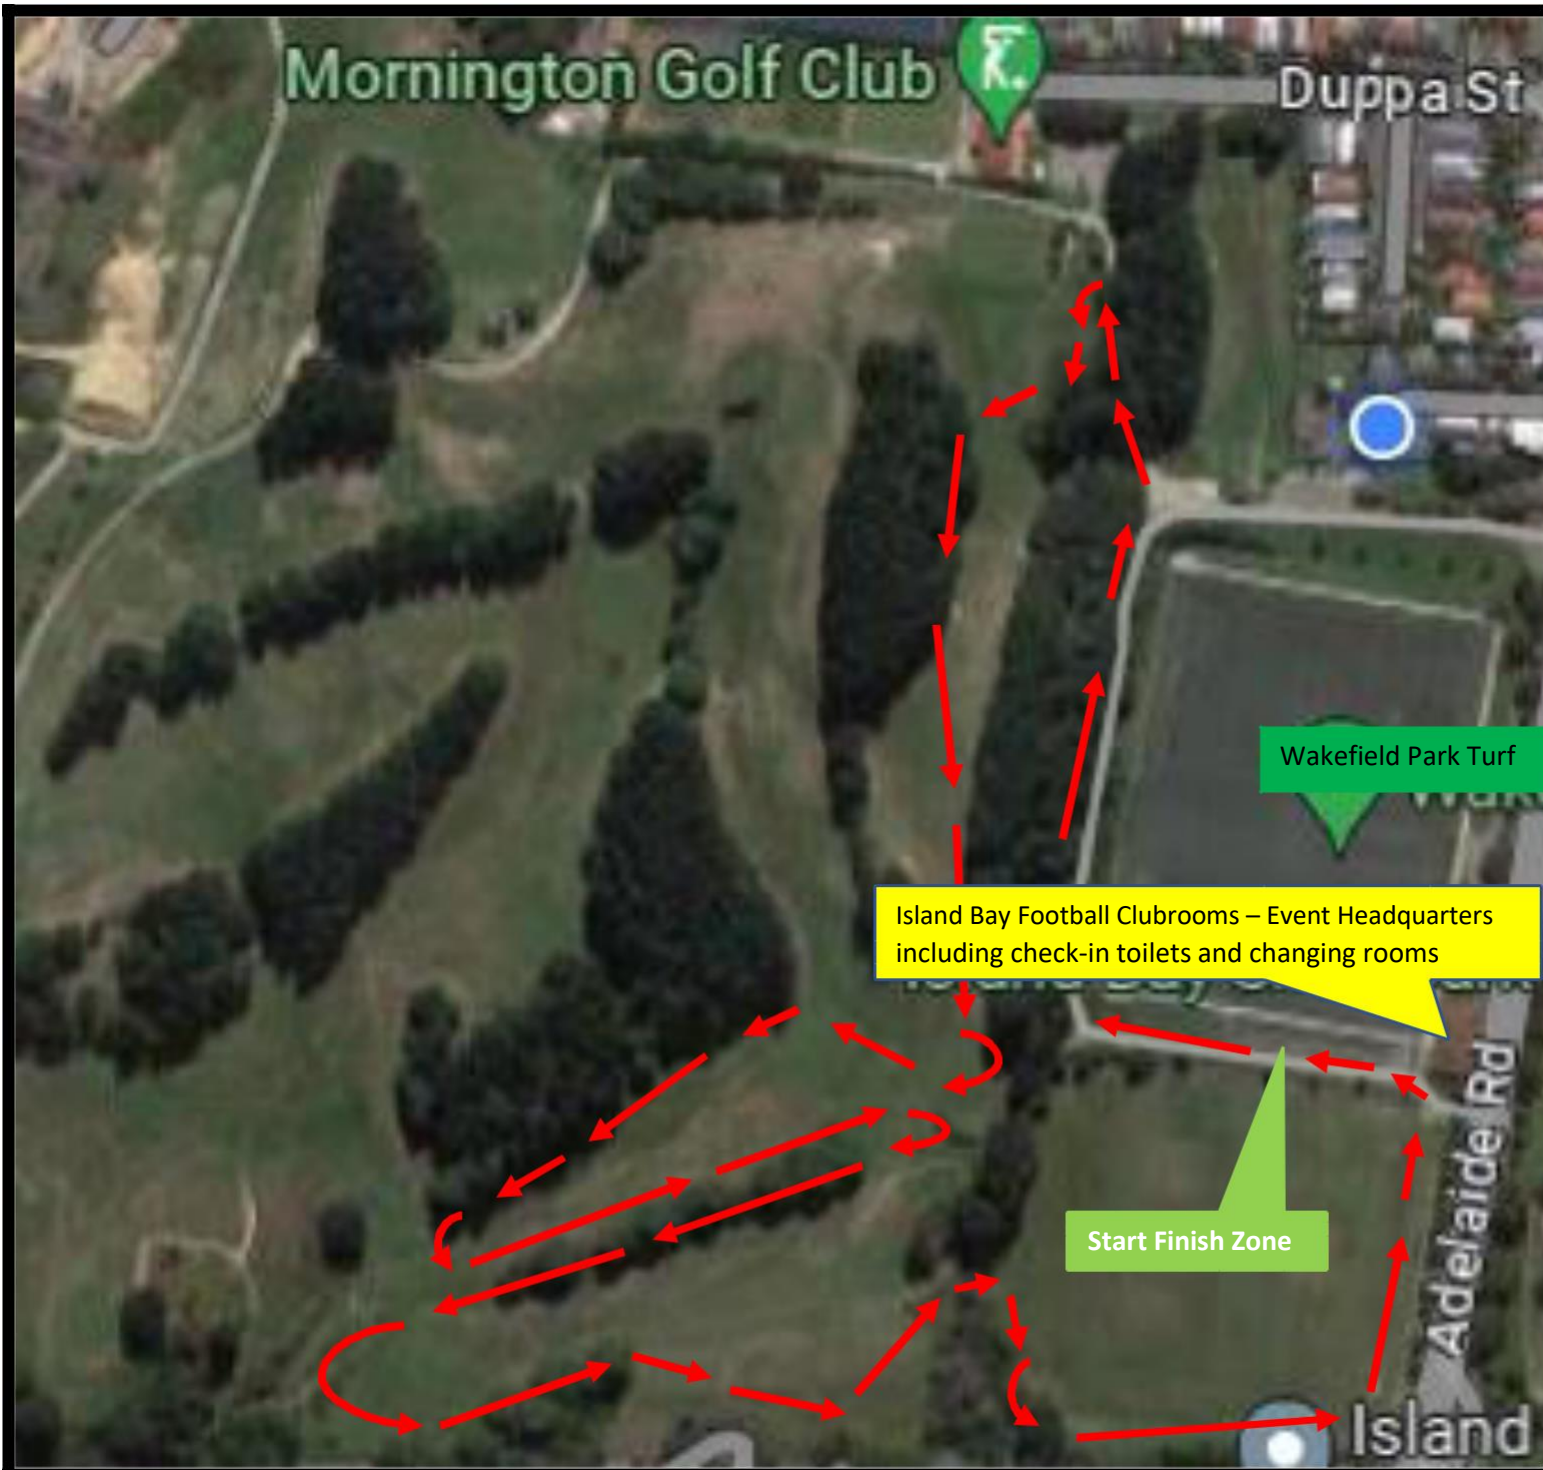 Mornington Golf Club
Duppa St
Wakefield Park Turf
Island Bay Football Clubrooms – Event Headquarters
including check-in toilets and changing rooms
Start Finish Zone
Adelaide Rd
Island